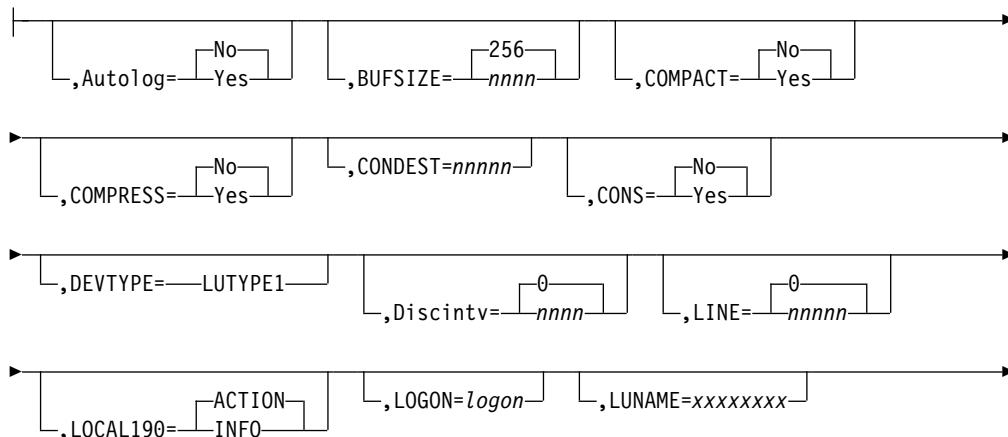 No 256 No
,Autolog= Yes ,BUFSIZE= nnnn ,COMPACT= Yes
No ,CONDEST=nnnnn No
,COMPRESS= Yes ,CONS= Yes
,DEVTYPE= LUTYPE1 0 0
,Discintv= nnnn ,LINE= nnnnn
ACTION ,LOGON=logon ,LUNAME=xxxxxxxx
,LOCAL190= INFO